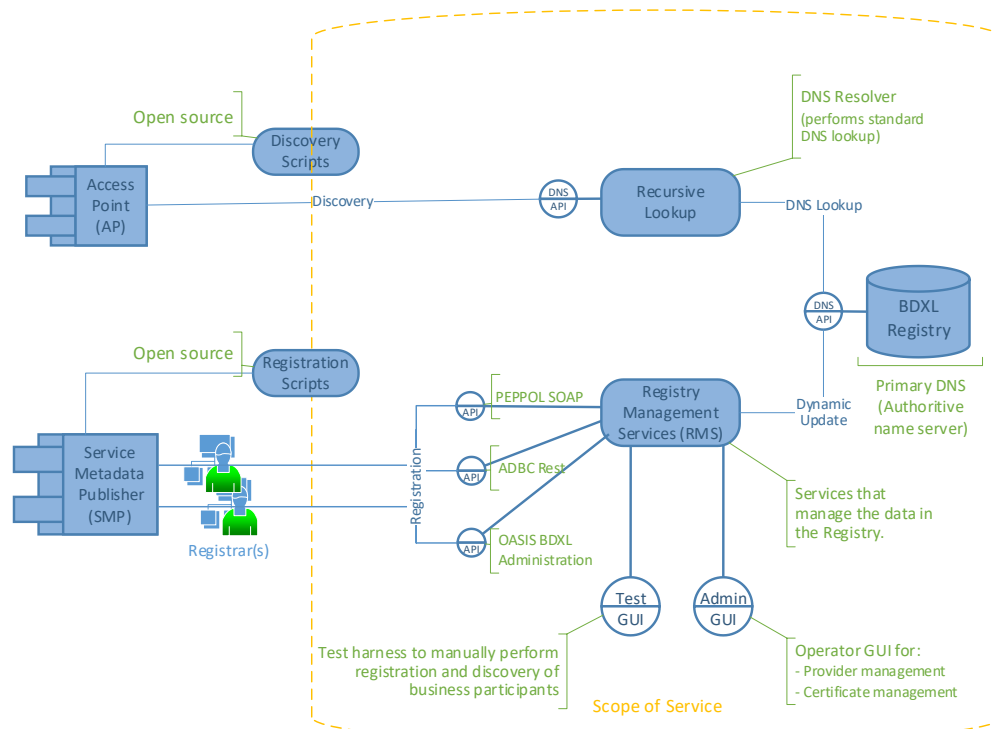 DNS Resolver
(performs standard
DNS lookup)
Open source
Discovery
Scripts
Access
Point
(AP)
Discovery
DNS
API
Recursive
Lookup
DNS Lookup
DNS
API
BDXL
Registry
Primary DNS
(Authoritive
name server)
Open source
Registration
Scripts
Service
Metadata
Publisher
(SMP)
Registrar(s)
Registration
API
PEPPOL SOAP
API
ADBC Rest
API
OASIS BDXL
Administration
Registry
Management
Services (RMS)
Dynamic
Update
Services that
manage the data in
the Registry.
Test
GUI
Admin
GUI
Test harness to manually perform
registration and discovery of
business participants
Operator GUI for:
- Provider management
- Certificate management
Scope of Service